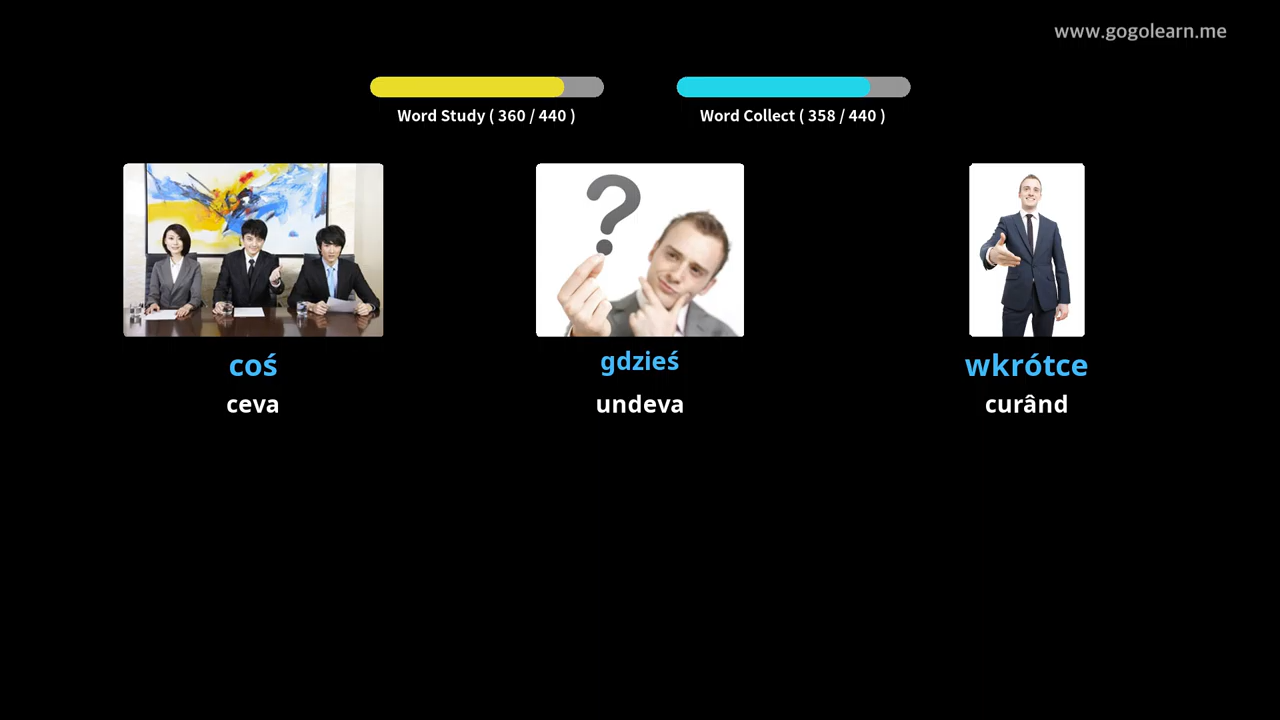 www.gogolearn.me
Word Study ( 360 / 440 )
Word Collect ( 358 / 440 )
coś
gdzieś
wkrótce
ceva
undeva
curând